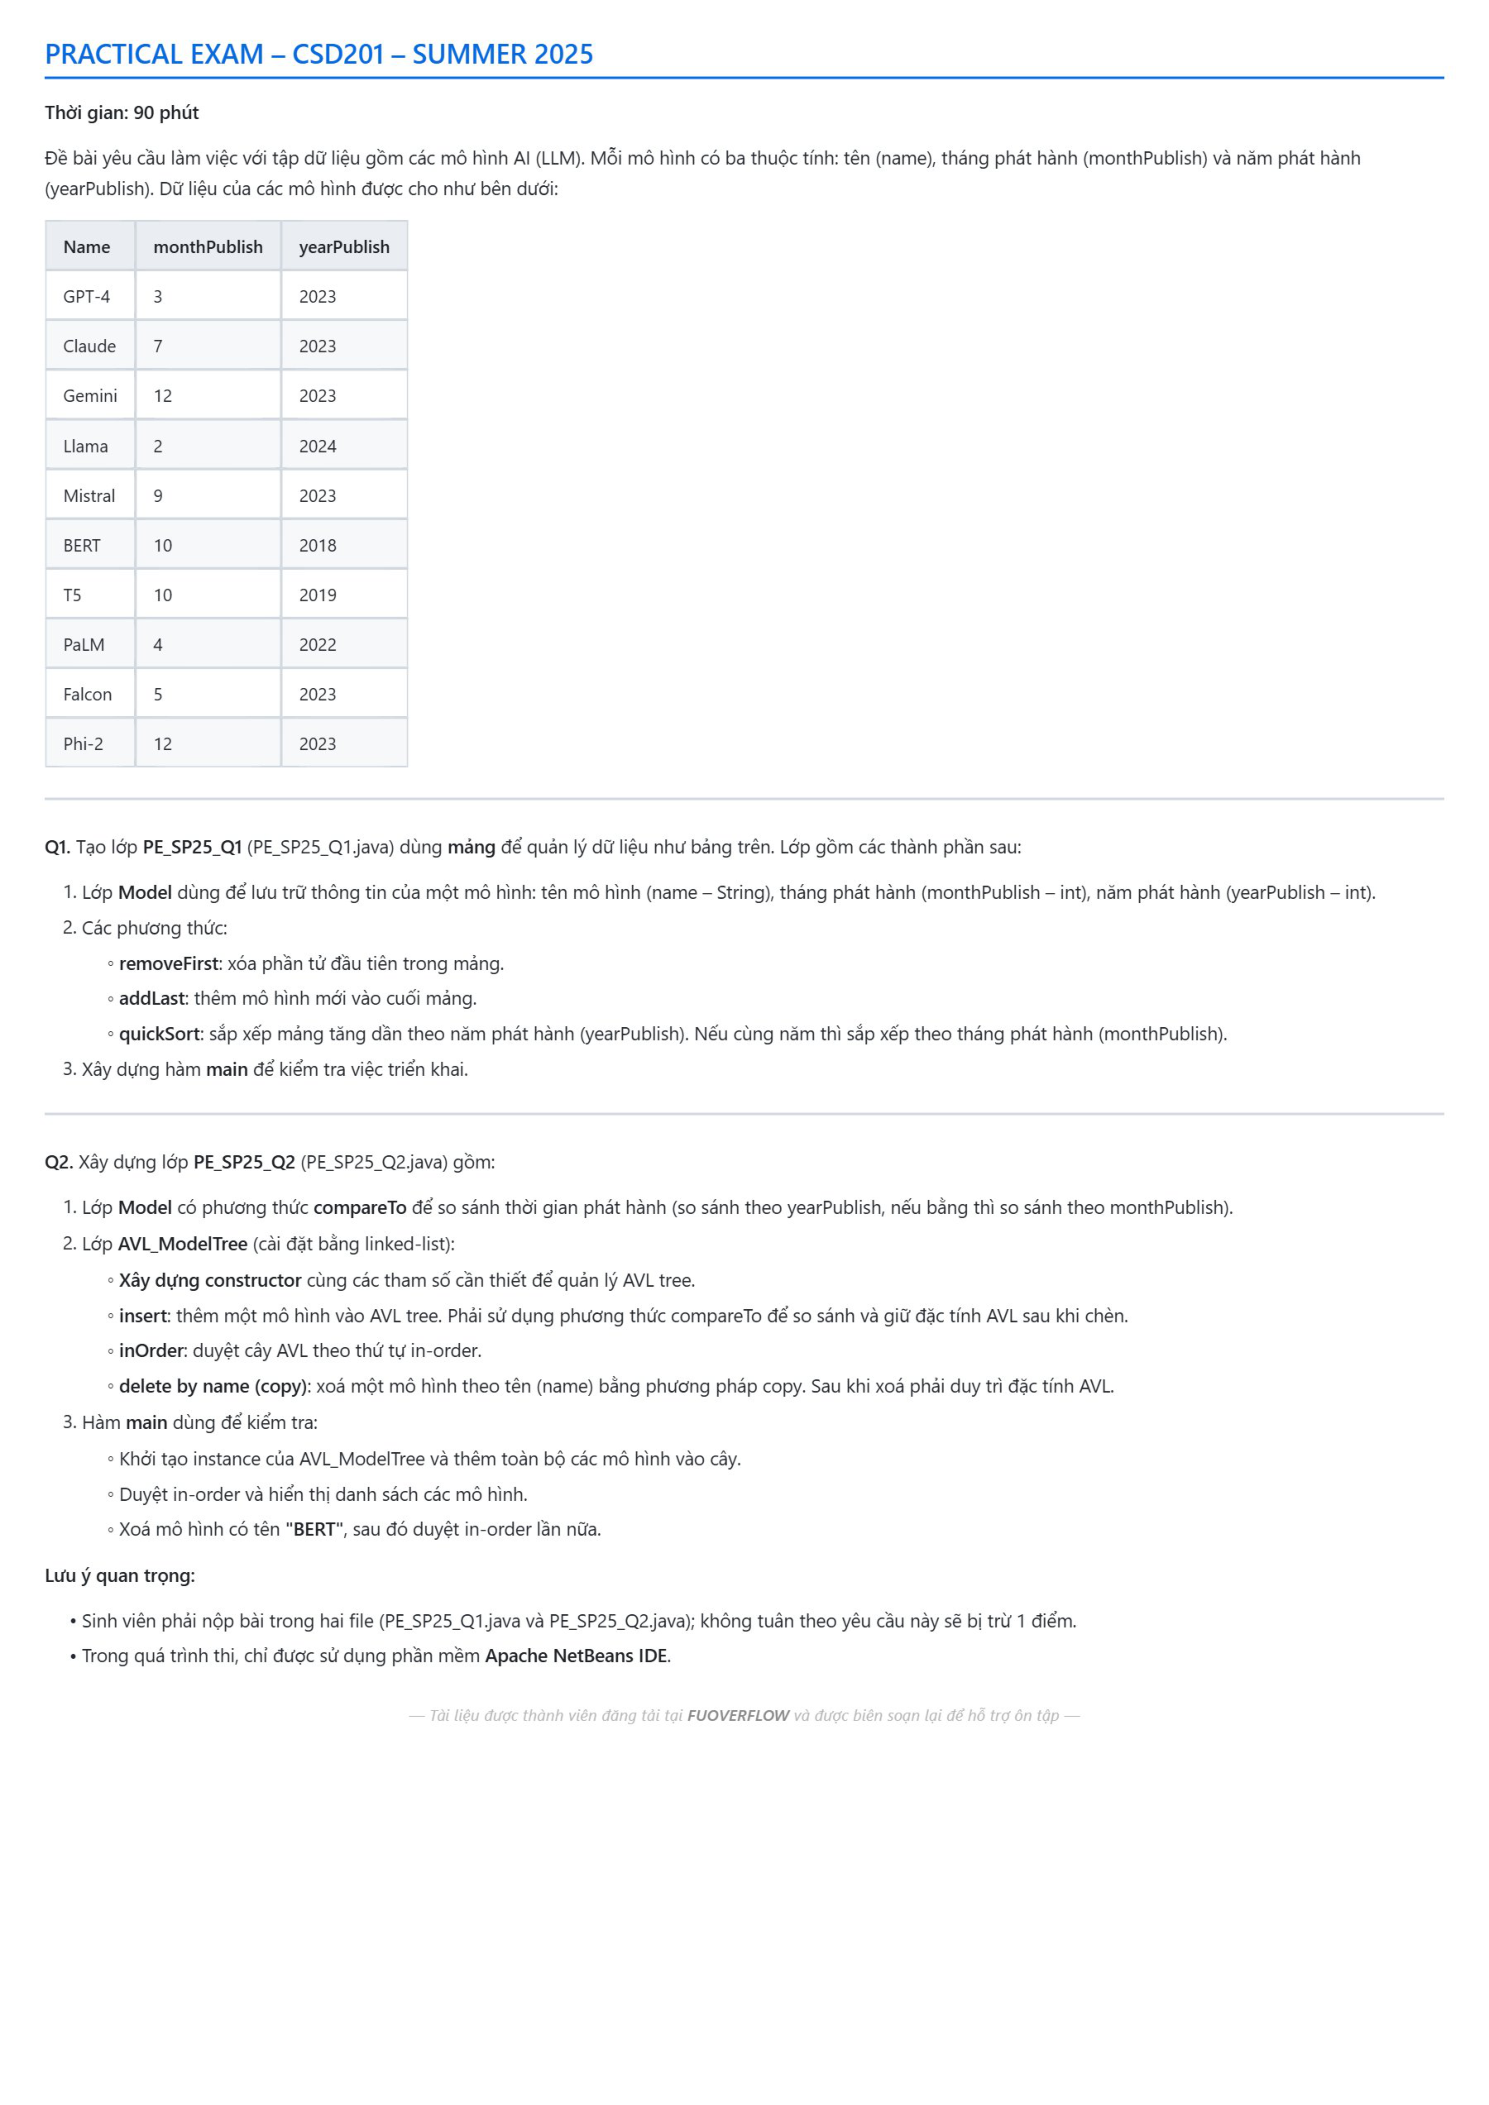 PRACTICAL EXAM – CSD201 – SUMMER 2025
Thời gian: 90 phút
Đề bài yêu cầu làm việc với tập dữ liệu gồm các mô hình AI (LLM). Mỗi mô hình có ba thuộc tính: tên (name), tháng phát hành (monthPublish) và năm phát hành
(yearPublish). Dữ liệu của các mô hình được cho như bên dưới:
Name monthPublish yearPublish
GPT-4 3 2023
Claude 7 2023
Gemini 12 2023
Llama 2 2024
Mistral 9 2023
BERT 10 2018
T5 10 2019
PaLM 4 2022
Falcon 5 2023
Phi-2 12 2023
Q1. Tạo lớp PE_SP25_Q1 (PE_SP25_Q1.java) dùng mảng để quản lý dữ liệu như bảng trên. Lớp gồm các thành phần sau:
1. Lớp Model dùng để lưu trữ thông tin của một mô hình: tên mô hình (name – String), tháng phát hành (monthPublish – int), năm phát hành (yearPublish – int).
2. Các phương thức:
◦ removeFirst: xóa phần tử đầu tiên trong mảng.
◦ addLast: thêm mô hình mới vào cuối mảng.
◦ quickSort: sắp xếp mảng tăng dần theo năm phát hành (yearPublish). Nếu cùng năm thì sắp xếp theo tháng phát hành (monthPublish).
3. Xây dựng hàm main để kiểm tra việc triển khai.
Q2. Xây dựng lớp PE_SP25_Q2 (PE_SP25_Q2.java) gồm:
1. Lớp Model có phương thức compareTo để so sánh thời gian phát hành (so sánh theo yearPublish, nếu bằng thì so sánh theo monthPublish).
2. Lớp AVL_ModelTree (cài đặt bằng linked-list):
◦ Xây dựng constructor cùng các tham số cần thiết để quản lý AVL tree.
◦ insert: thêm một mô hình vào AVL tree. Phải sử dụng phương thức compareTo để so sánh và giữ đặc tính AVL sau khi chèn.
◦ inOrder: duyệt cây AVL theo thứ tự in-order.
◦ delete by name (copy): xoá một mô hình theo tên (name) bằng phương pháp copy. Sau khi xoá phải duy trì đặc tính AVL.
3. Hàm main dùng để kiểm tra:
◦ Khởi tạo instance của AVL_ModelTree và thêm toàn bộ các mô hình vào cây.
◦ Duyệt in-order và hiển thị danh sách các mô hình.
◦ Xoá mô hình có tên "BERT", sau đó duyệt in-order lần nữa.
Lưu ý quan trọng:
• Sinh viên phải nộp bài trong hai file (PE_SP25_Q1.java và PE_SP25_Q2.java); không tuân theo yêu cầu này sẽ bị trừ 1 điểm.
• Trong quá trình thi, chỉ được sử dụng phần mềm Apache NetBeans IDE.
— Tài liệu được thành viên đăng tải tại FUOVERFLOW và được biên soạn lại để hỗ trợ ôn tập —